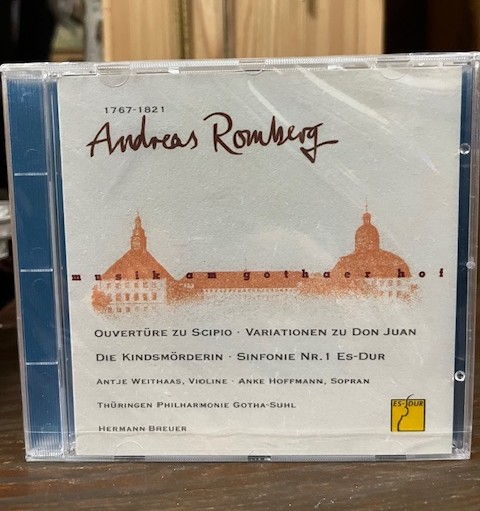 1767-1821
Andreas Romberg
musik am gothaer hof
OUVERTÜRE ZU SCIPIO · VARIATIONEN ZU DON JUAN
DIE KINDSMÖRDERIN · SINFONIE NR. 1 ES-DUR
ANTJE WEITHAAS, VIOLINE · ANKE HOFFMANN, SOPRAN
THÜRINGEN PHILHARMONIE GOTHA-SUHL
HERMANN BREUER
ES-DUR